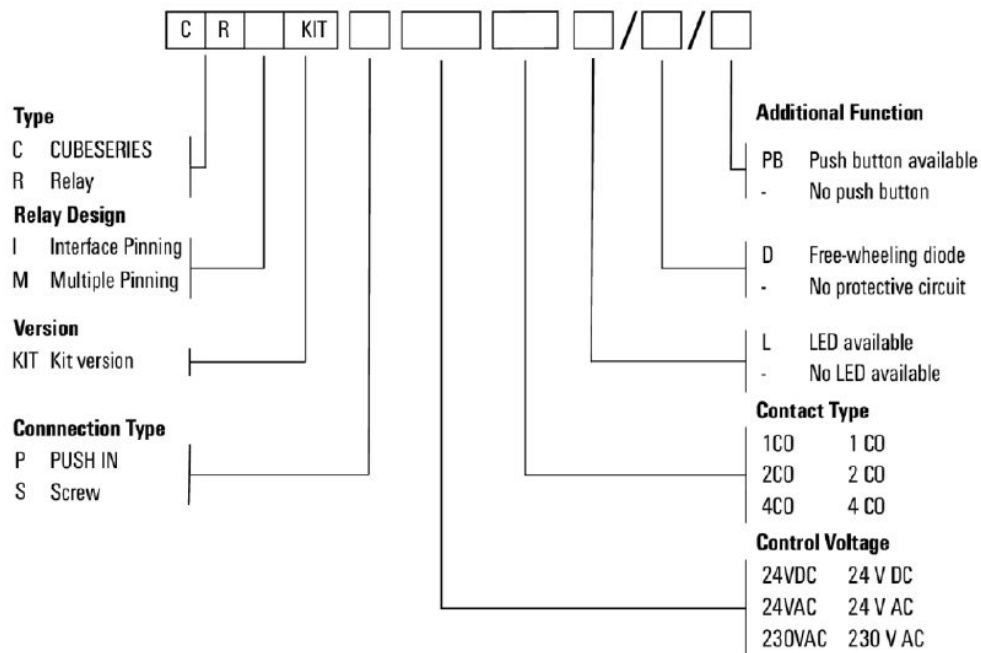 C R KIT / /
Type
C CUBESERIES
R Relay
Relay Design
I Interface Pinning
M Multiple Pinning
Version
KIT Kit version
Connnection Type
P PUSH IN
S Screw
Additional Function
PB Push button available
- No push button
D Free-wheeling diode
- No protective circuit
L LED available
- No LED available
Contact Type
1CO 1 CO
2CO 2 CO
4CO 4 CO
Control Voltage
24VDC 24 V DC
24VAC 24 V AC
230VAC 230 V AC